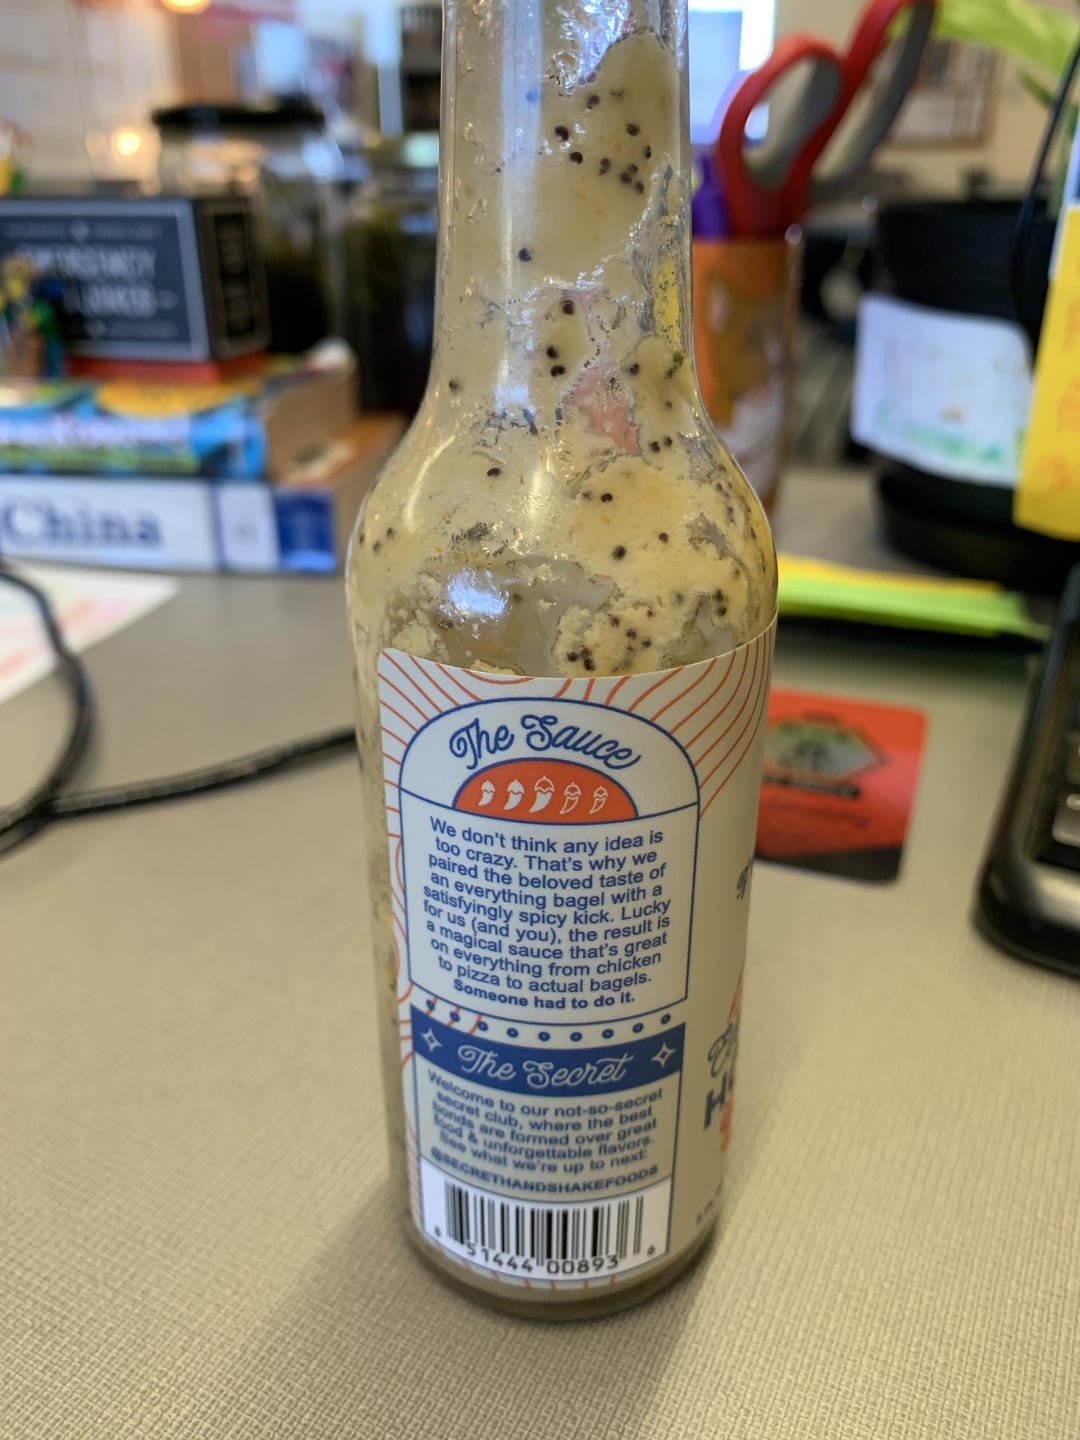 The Sauce
We don't think any idea is
too crazy. That's why we
paired the beloved taste of
an everything bagel with a
satisfyingly spicy kick. Lucky
for us (and you), the result is
a magical sauce that's great
on everything from chicken
to pizza to actual bagels.
Someone had to do it.
The Secret
Welcome to our not-so-secret
secret club, where the best
bonds are formed over great
food & unforgettable flavors.
See what we're up to next:
@SECRETHANDSHAKEFOODS
8 51444 00893 6
China